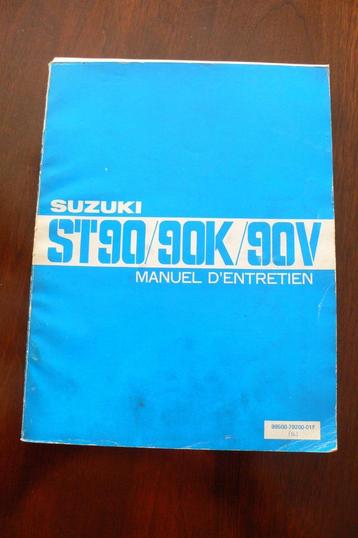 SUZUKI
ST90/90K/90V
MANUEL D'ENTRETIEN
99500-79200-01F